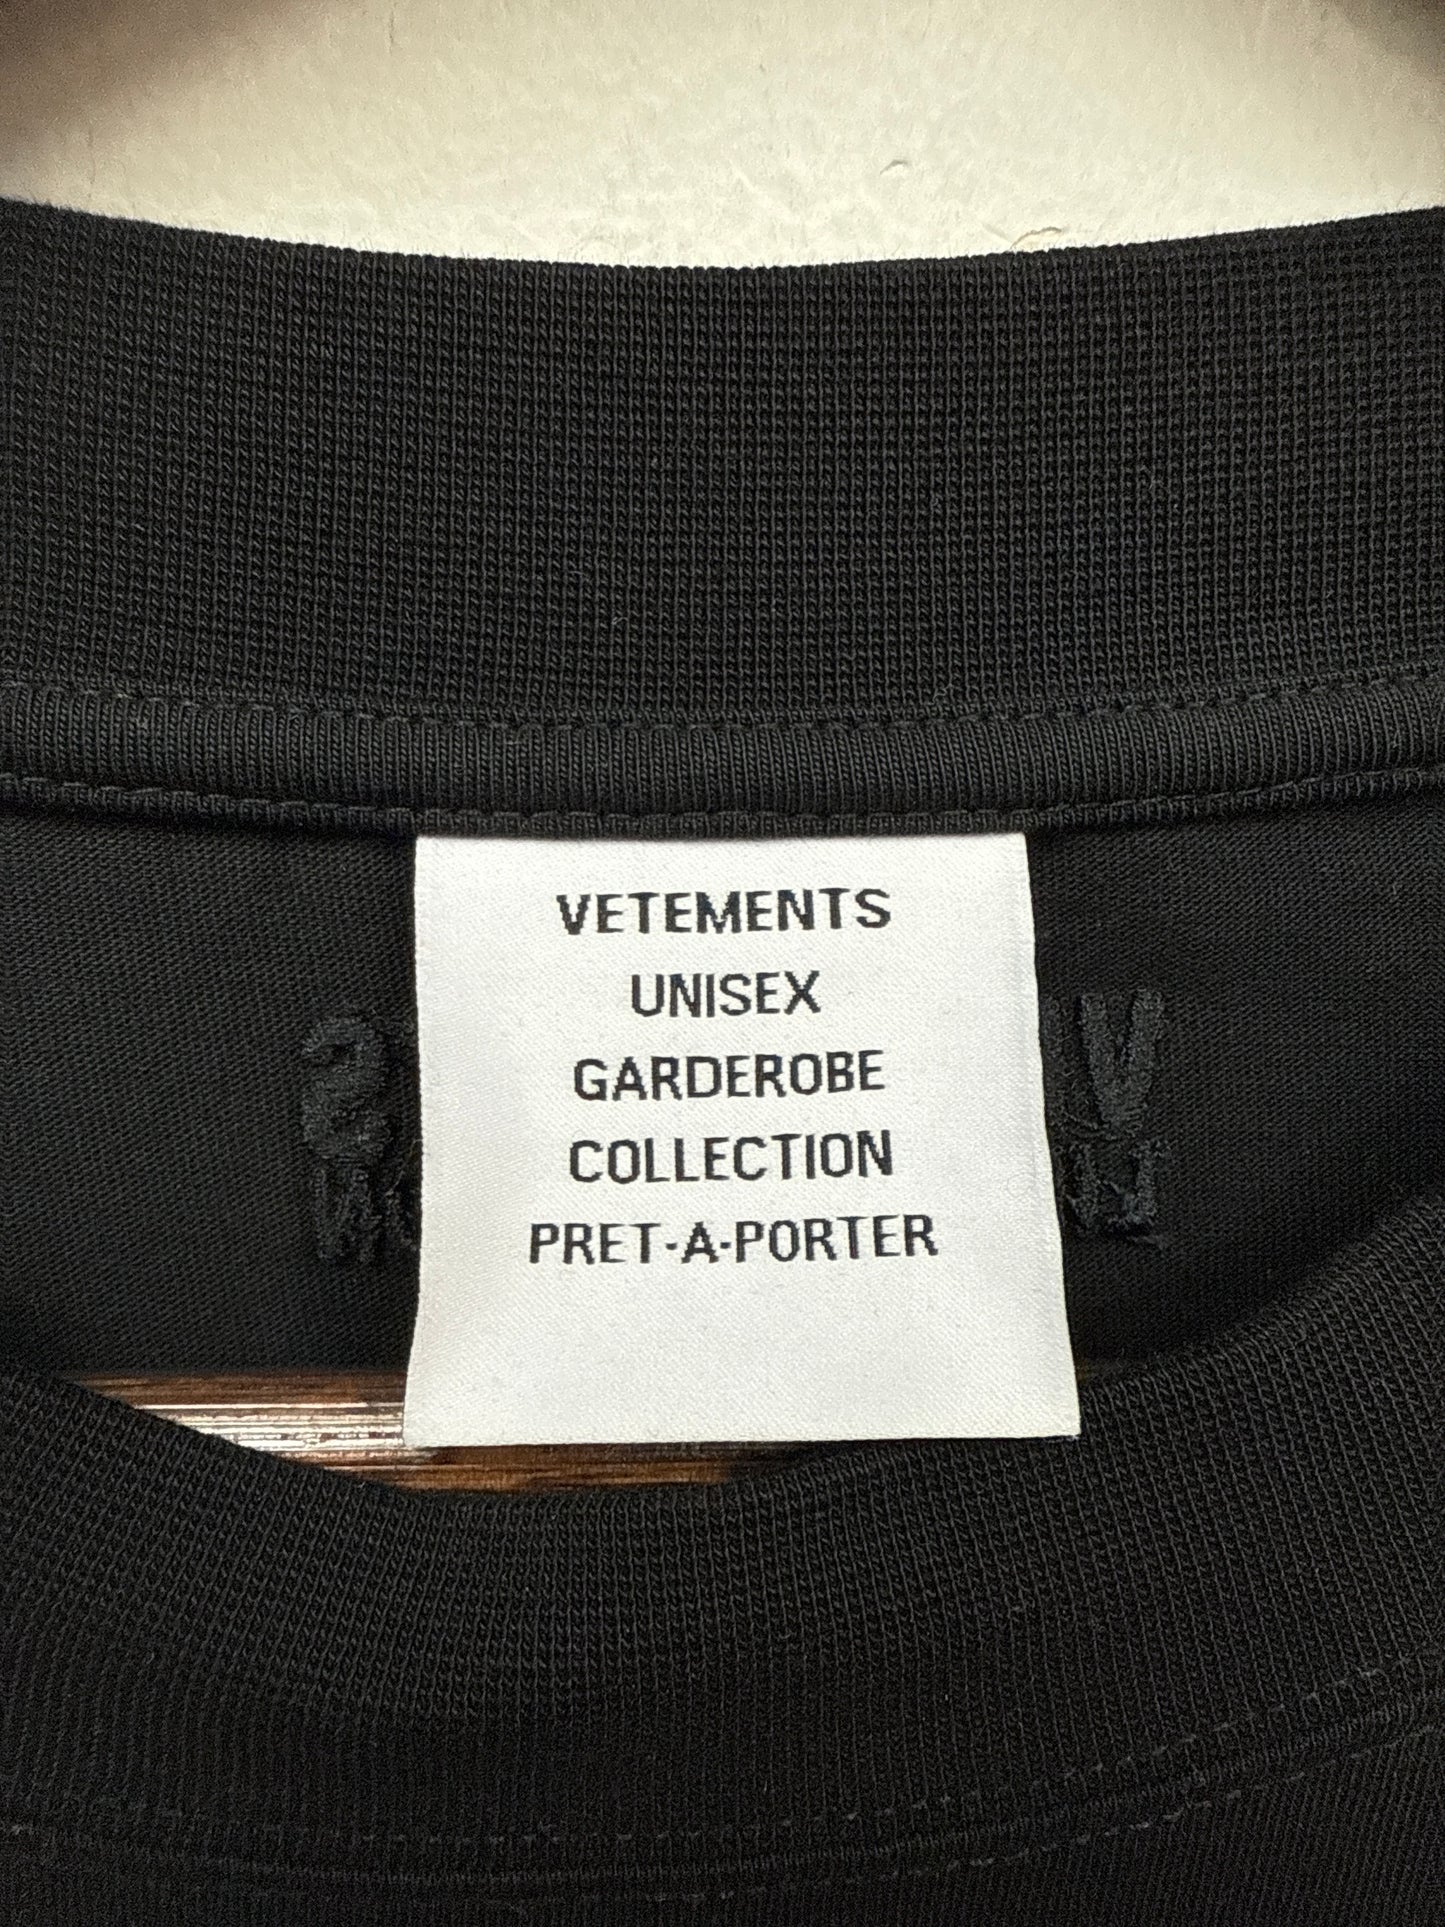 VETEMENTS
UNISEX
GARDEROBE
COLLECTION
PRET-A-PORTER